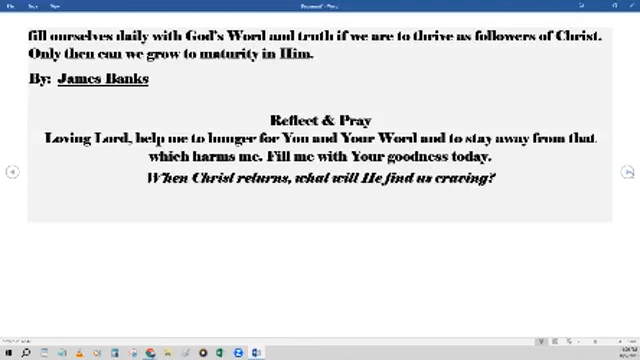 fill ourselves daily with God's Word and truth if we are to thrive as followers of Christ.
Only then can we grow to maturity in Him.
By: James Banks
Reflect & Pray
Loving Lord, help me to hunger for You and Your Word and to stay away from that
which harms me. Fill me with Your goodness today.
When Christ returns, what will He find us craving?